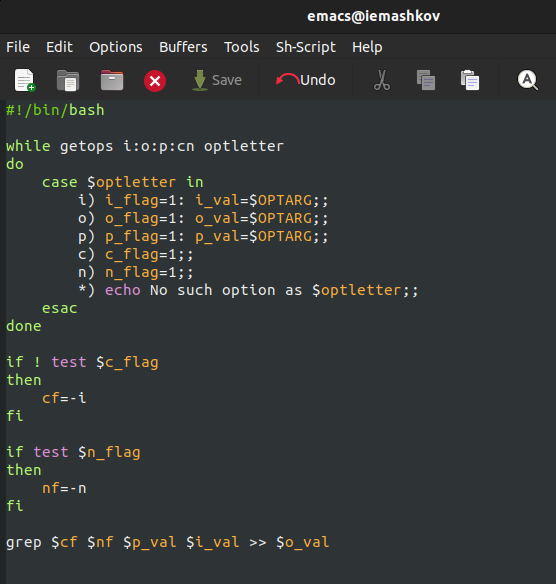 emacs@iemashkov
File Edit Options Buffers Tools Sh-Script Help
Save Undo
#!/bin/bash
while getops i:o:p:cn optletter
do
case $optletter in
i) i_flag=1: i_val=$OPTARG;;
o) o_flag=1: o_val=$OPTARG;;
p) p_flag=1: p_val=$OPTARG;;
c) c_flag=1;;
n) n_flag=1;;
*) echo No such option as $optletter;;
esac
done
if ! test $c_flag
then
cf=-i
fi
if test $n_flag
then
nf=-n
fi
grep $cf $nf $p_val $i_val >> $o_val